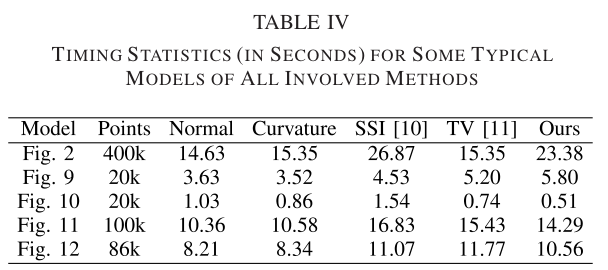 TABLE IV
TIMING STATISTICS (IN SECONDS) FOR SOME TYPICAL
MODELS OF ALL INVOLVED METHODS
Model Points Normal Curvature SSI [10] TV [11] Ours
Fig. 2 400k 14.63 15.35 26.87 15.35 23.38
Fig. 9 20k 3.63 3.52 4.53 5.20 5.80
Fig. 10 20k 1.03 0.86 1.54 0.74 0.51
Fig. 11 100k 10.36 10.58 16.83 15.43 14.29
Fig. 12 86k 8.21 8.34 11.07 11.77 10.56